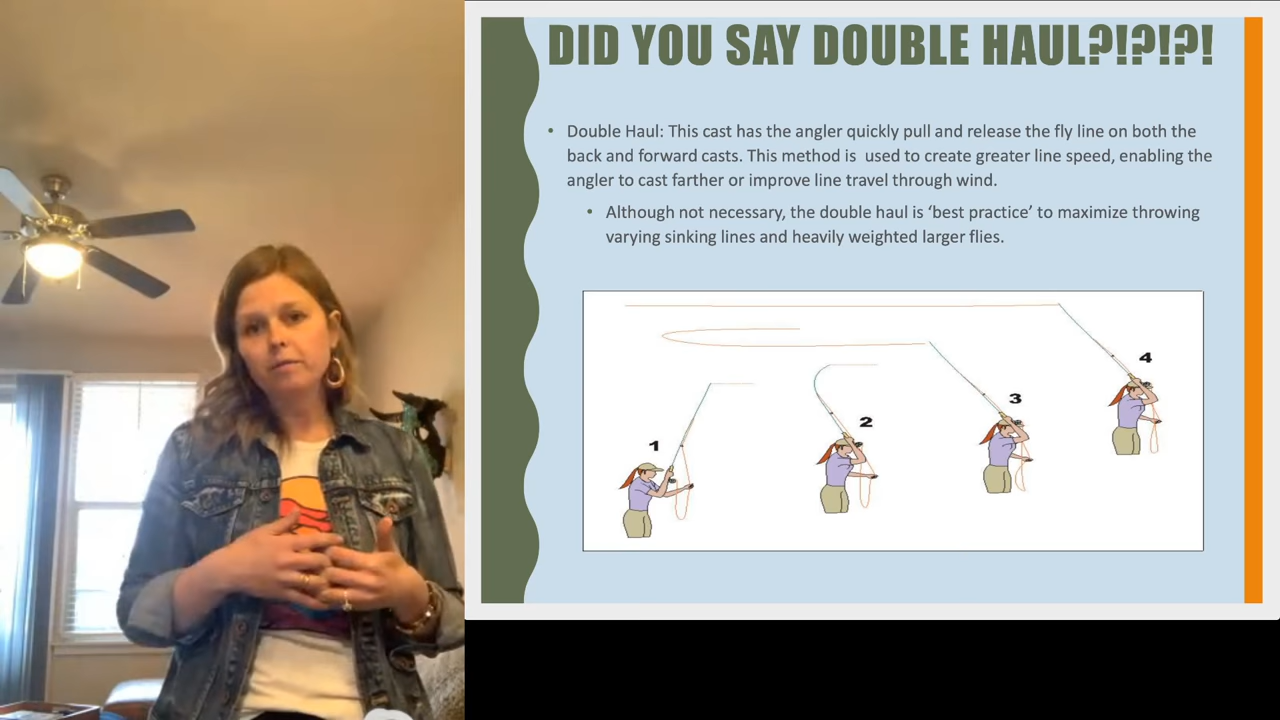 DID YOU SAY DOUBLE HAUL?!?!?!
• Double Haul: This cast has the angler quickly pull and release the fly line on both the
back and forward casts. This method is used to create greater line speed, enabling the
angler to cast farther or improve line travel through wind.
• Although not necessary, the double haul is ‘best practice’ to maximize throwing
varying sinking lines and heavily weighted larger flies.
1
2
3
4